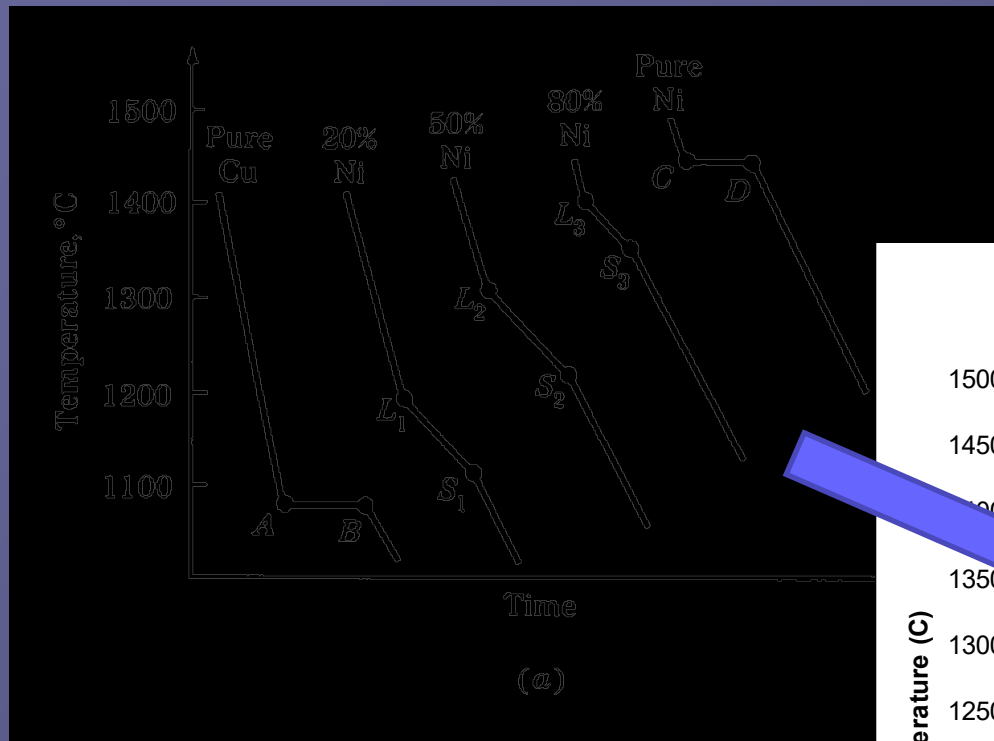 Pure
Ni
80%
Ni
50%
Ni
20%
Ni
Pure
Cu
1500
1400
1300
1200
1100
Temperature, °C
C
D
L3
S3
L2
S2
L1
S1
A
B
Time
(a)
1500
1450
1350
1300
1250
erature (C)